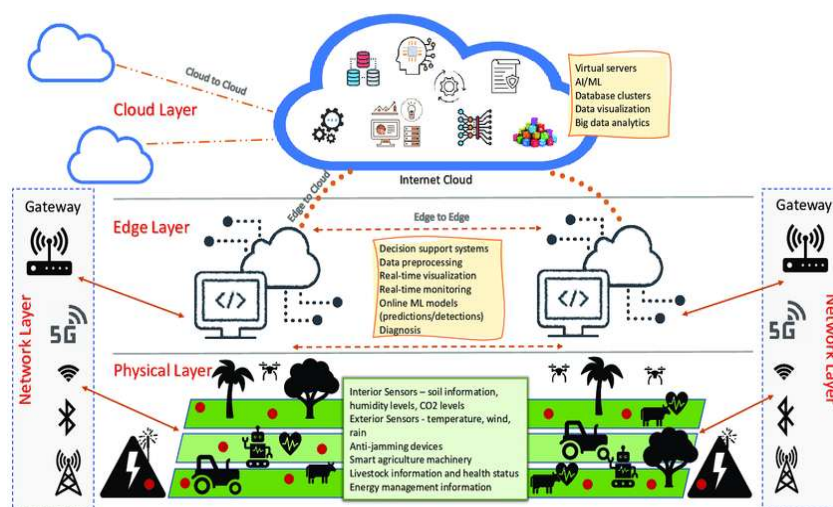 Cloud to Cloud
Cloud Layer
Virtual servers
AI/ML
Database clusters
Data visualization
Big data analytics
Internet Cloud
Edge to Cloud
Gateway
Network Layer
5G
Edge Layer
Edge to Edge
</>
</>
Decision support systems
Data preprocessing
Real-time visualization
Real-time monitoring
Online ML models
(predictions/detections)
Diagnosis
Gateway
Network Layer
5G
Physical Layer
Interior Sensors – soil information,
humidity levels, CO2 levels
Exterior Sensors - temperature, wind,
rain
Anti-jamming devices
Smart agriculture machinery
Livestock information and health status
Energy management information